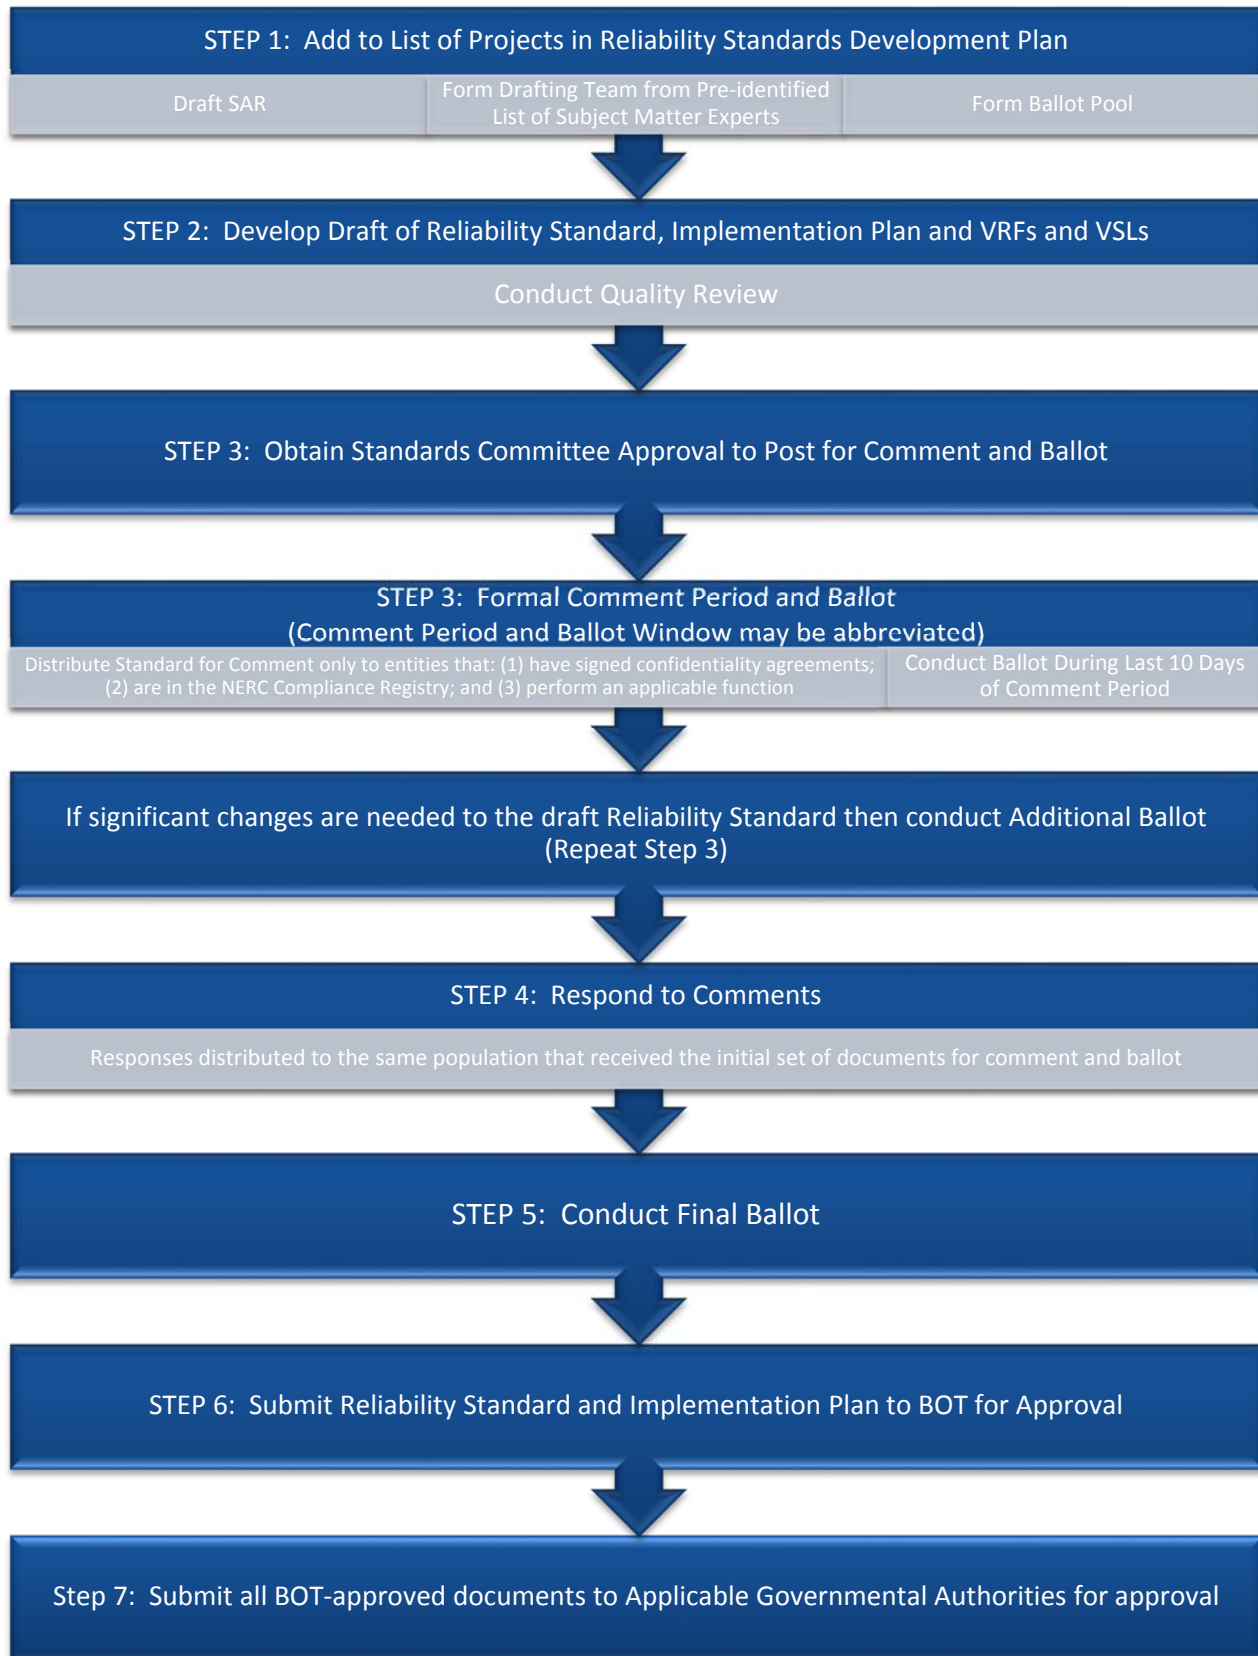 STEP 1: Add to List of Projects in Reliability Standards Development Plan
Draft SAR
Form Drafting Team from Pre-identified
List of Subject Matter Experts
Form Ballot Pool
STEP 2: Develop Draft of Reliability Standard, Implementation Plan and VRFs and VSLs
Conduct Quality Review
STEP 3: Obtain Standards Committee Approval to Post for Comment and Ballot
STEP 3: Formal Comment Period and Ballot
(Comment Period and Ballot Window may be abbreviated)
Distribute Standard for Comment only to entities that: (1) have signed confidentiality agreements;
(2) are in the NERC Compliance Registry; and (3) perform an applicable function
Conduct Ballot During Last 10 Days
of Comment Period
If significant changes are needed to the draft Reliability Standard then conduct Additional Ballot
(Repeat Step 3)
STEP 4: Respond to Comments
Responses distributed to the same population that received the initial set of documents for comment and ballot
STEP 5: Conduct Final Ballot
STEP 6: Submit Reliability Standard and Implementation Plan to BOT for Approval
Step 7: Submit all BOT-approved documents to Applicable Governmental Authorities for approval